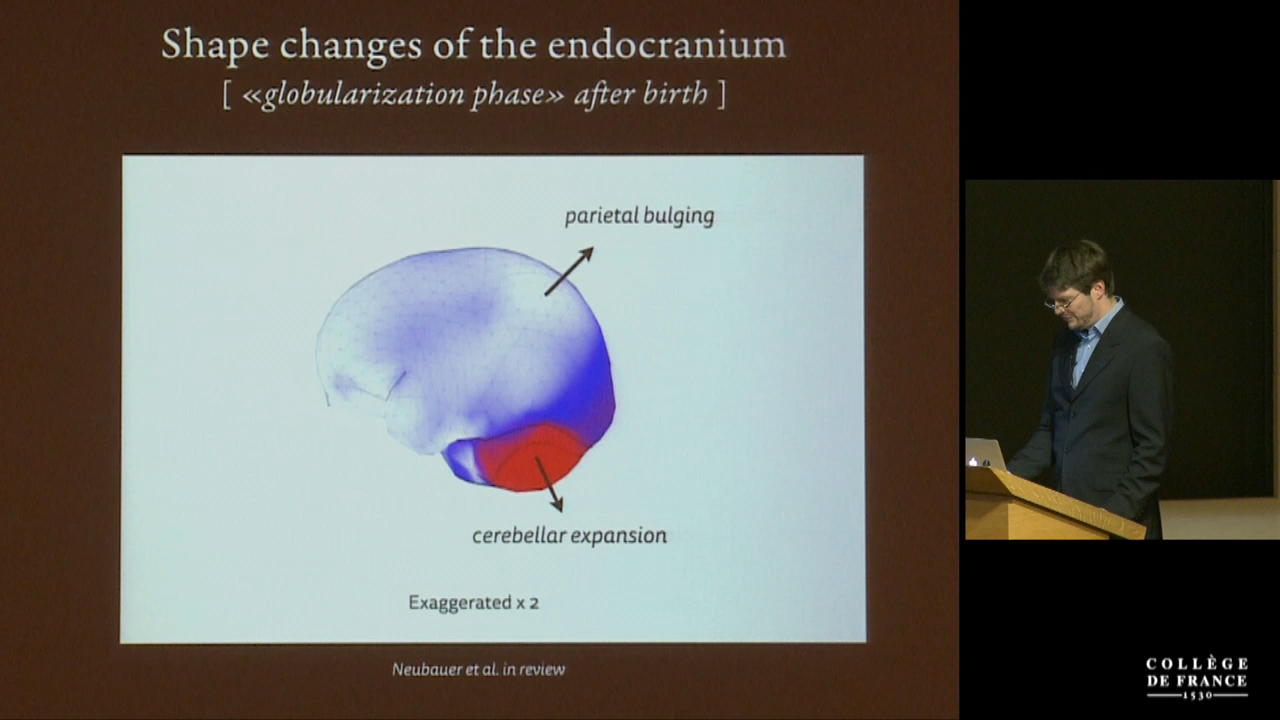 Shape changes of the endocranium
[ «globularization phase» after birth ]
parietal bulging
cerebellar expansion
Exaggerated x 2
Neubauer et al. in review
COLLÈGE
DE FRANCE
1530